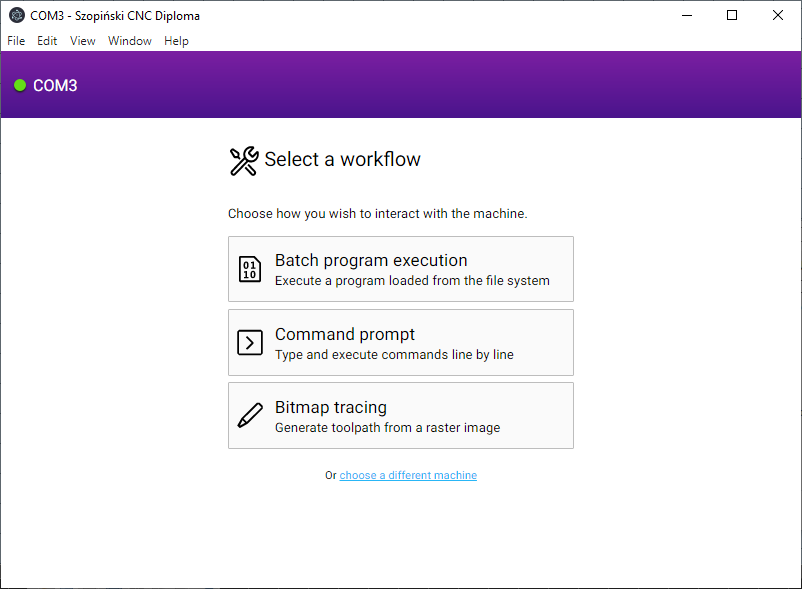 COM3 - Szopiński CNC Diploma
File Edit View Window Help
COM3
Select a workflow
Choose how you wish to interact with the machine.
01
10
Batch program execution
Execute a program loaded from the file system
Command prompt
Type and execute commands line by line
Bitmap tracing
Generate toolpath from a raster image
Or choose a different machine